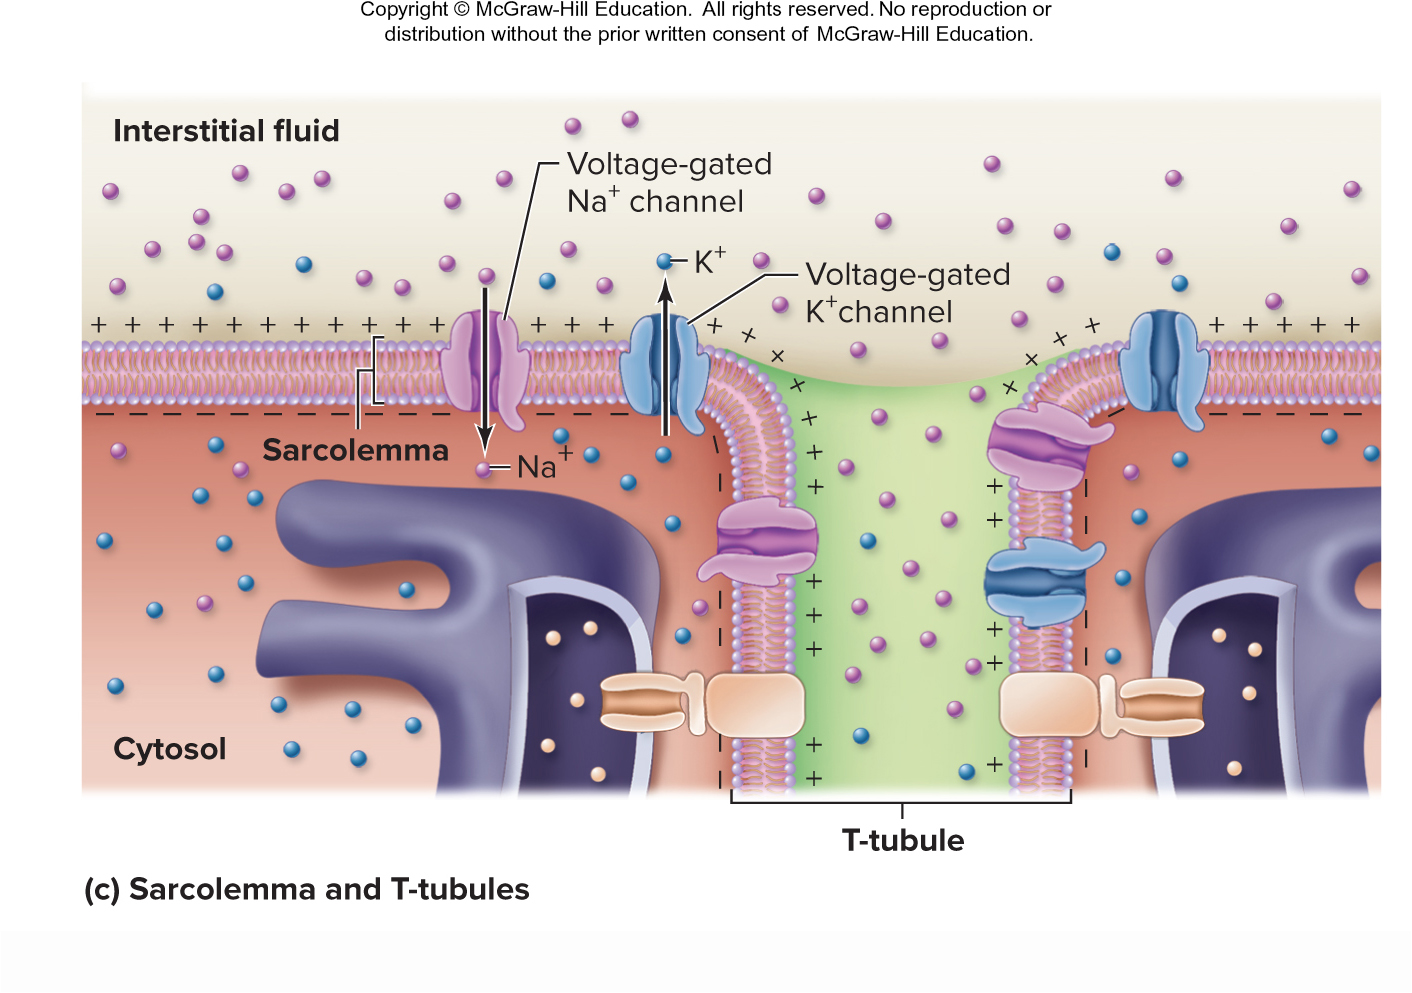 Copyright © McGraw-Hill Education. All rights reserved. No reproduction or
distribution without the prior written consent of McGraw-Hill Education.
Interstitial fluid
Voltage-gated
Na⁺ channel
K⁺
Voltage-gated
K⁺channel
Sarcolemma
Na⁺
Cytosol
T-tubule
(c) Sarcolemma and T-tubules